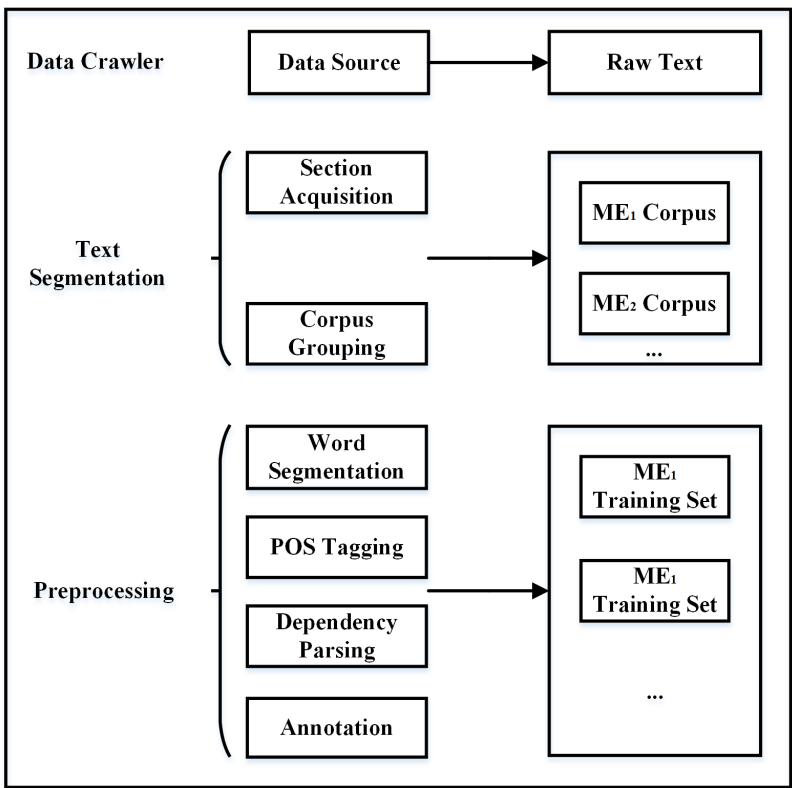 Data Crawler
Data Source
Raw Text
Text
Segmentation
Section
Acquisition
Corpus
Grouping
ME₁ Corpus
ME₂ Corpus
...
Preprocessing
Word
Segmentation
POS Tagging
Dependency
Parsing
Annotation
ME₁
Training Set
ME₁
Training Set
...